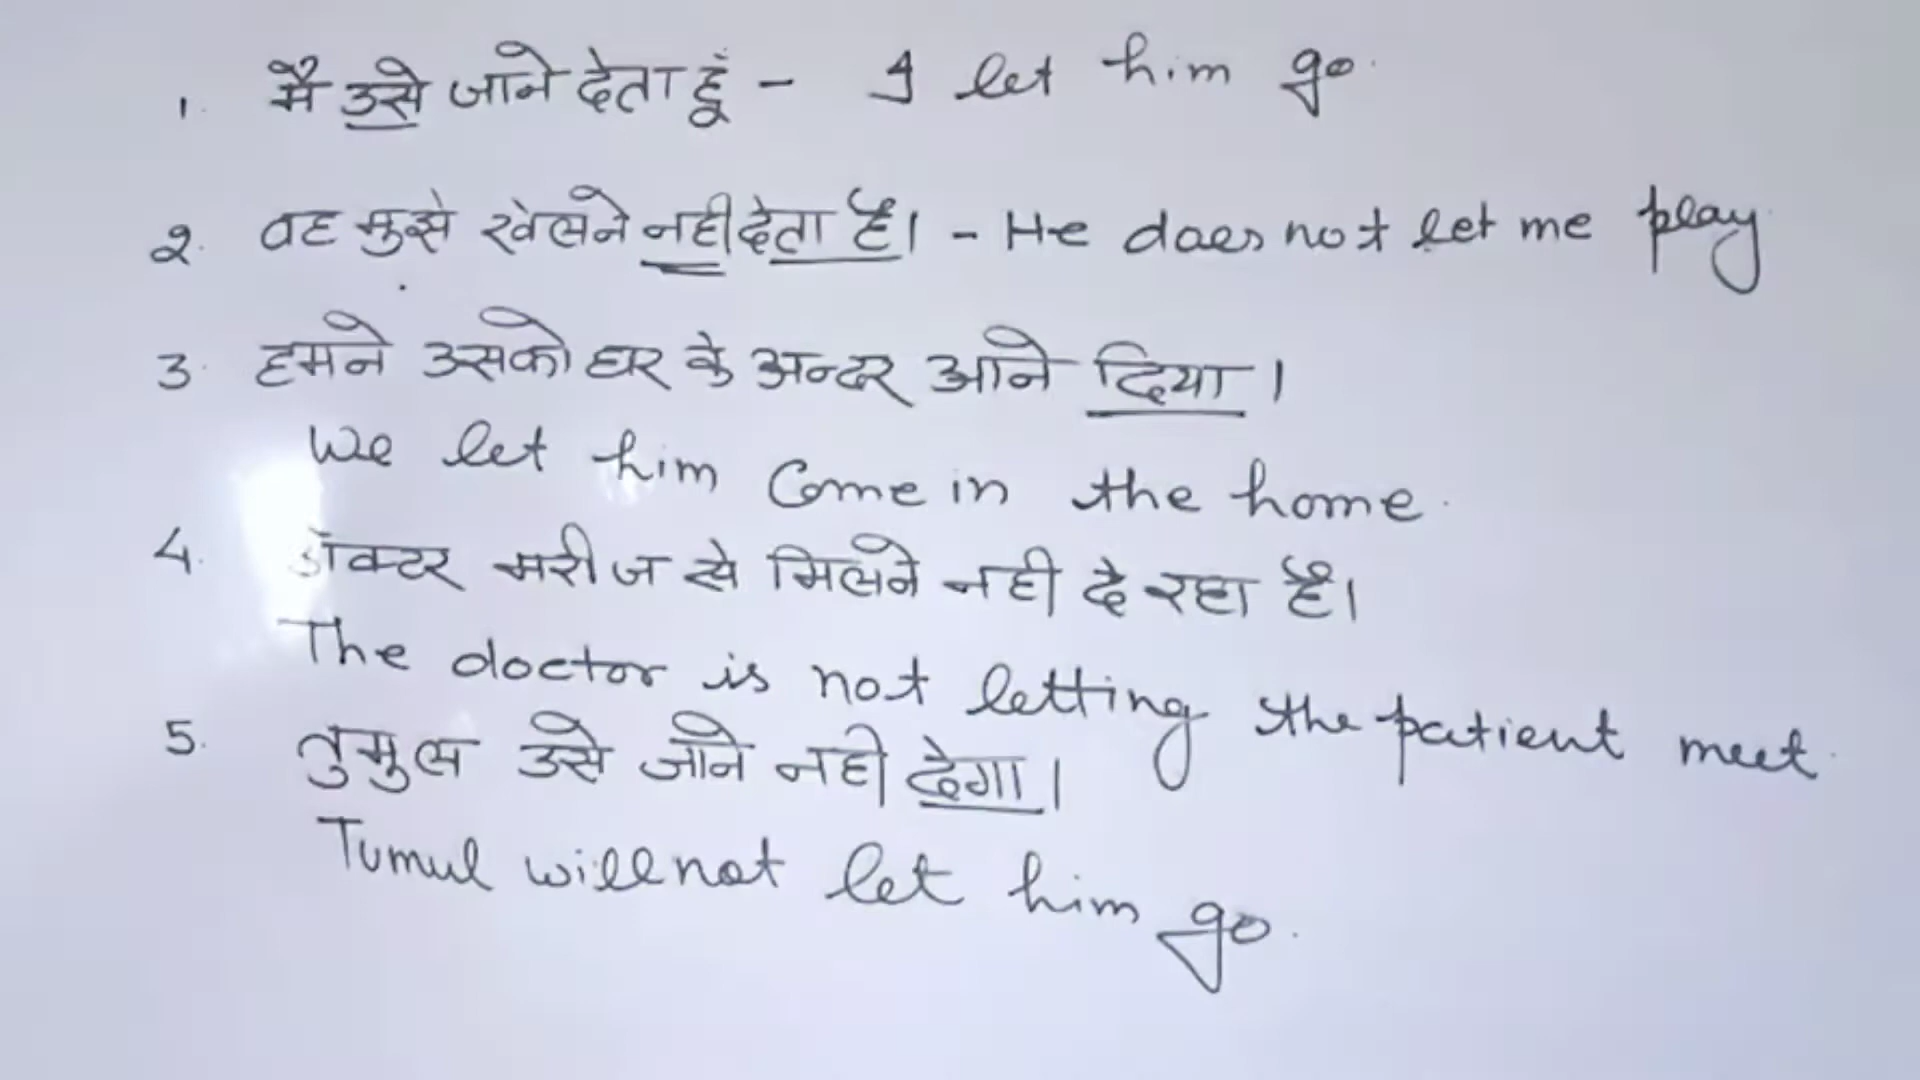 1. मै उसे जाने देता हूं - I let him go.
2. वह मुझे खेलने नही देता है। - He does not let me play
3. हमने उसको घर के अन्दर आने दिया।
We let him Come in the home.
4. डॉक्टर मरीज से मिलने नही दे रहा है।
The doctor is not letting the patient meet.
5. तुमुल उसे जाने नही देगा।
Tumul will not let him go.